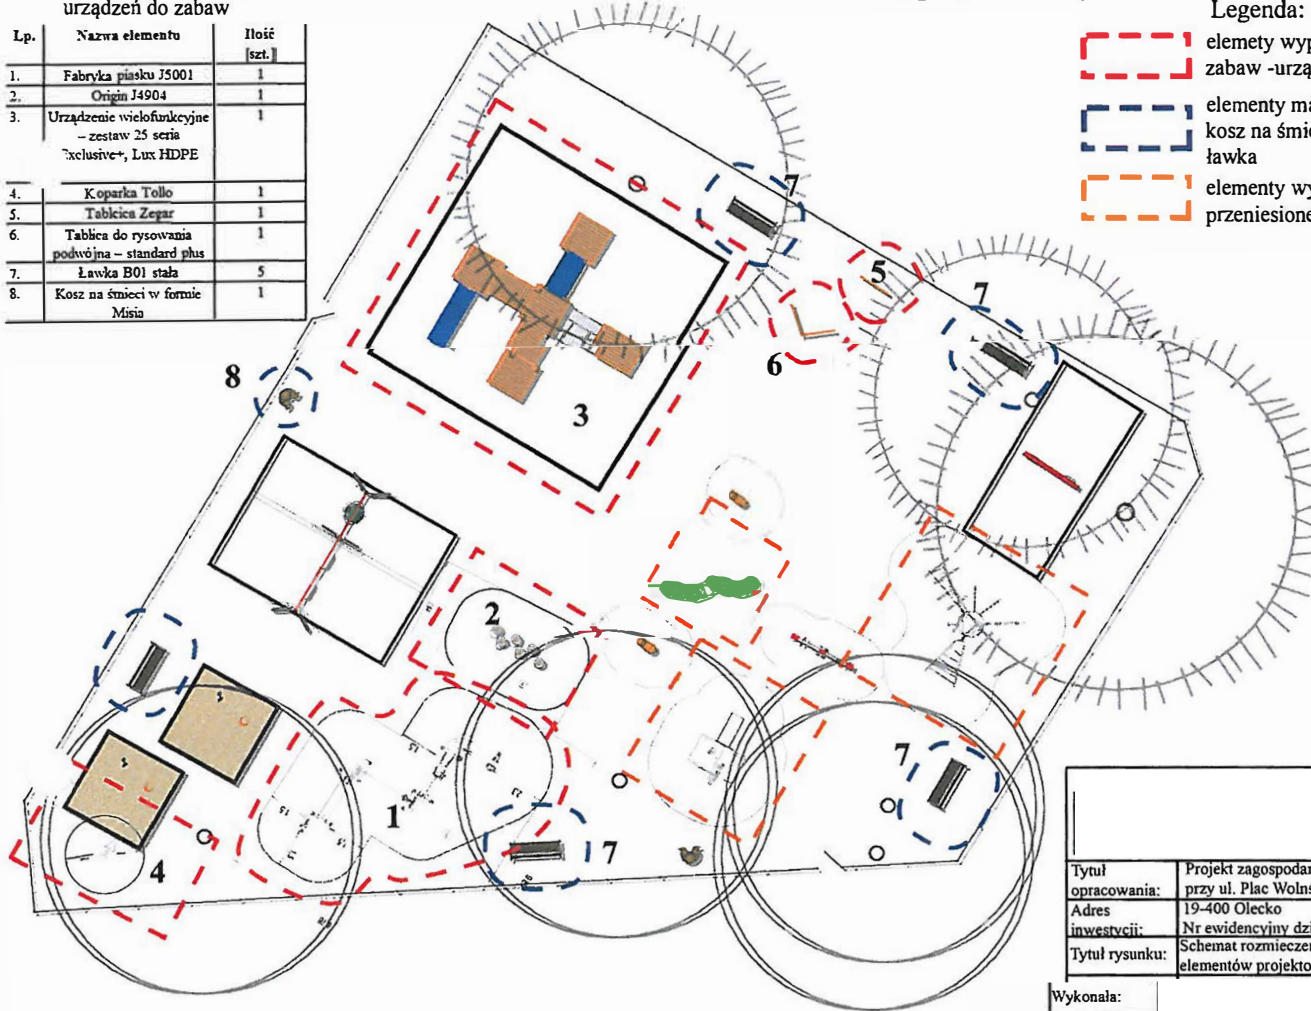 urządzeń do zabaw
Lp. Nazwa elementu Ilość [szt.]
1. Fabryka piasku J5001 1
2. Origin J4904 1
3. Urządzenie wielofunkcyjne 1
– zestaw 25 seria
Exclusive+, Lux HDPE
4. Koparka Tollo 1
5. Tablcica Zegar 1
6. Tablica do rysowania 1
podwójna – standard plus
7. Ławka B01 stała 5
8. Kosz na śmieci w formie 1
Misia
Legenda:
elemety wyp
zabaw -urzą
elementy ma
kosz na śmie
ławka
elementy wy
przeniesione
7
5
7
6
8
3
2
7
1
7
4
Tytuł opracowania: Projekt zagospodar
przy ul. Plac Wolnś
Adres inwestycji: 19-400 Olecko
Nr ewidencyjny dzi
Tytuł rysunku: Schemat rozmieszczen
elementów projekto
Wykonała: